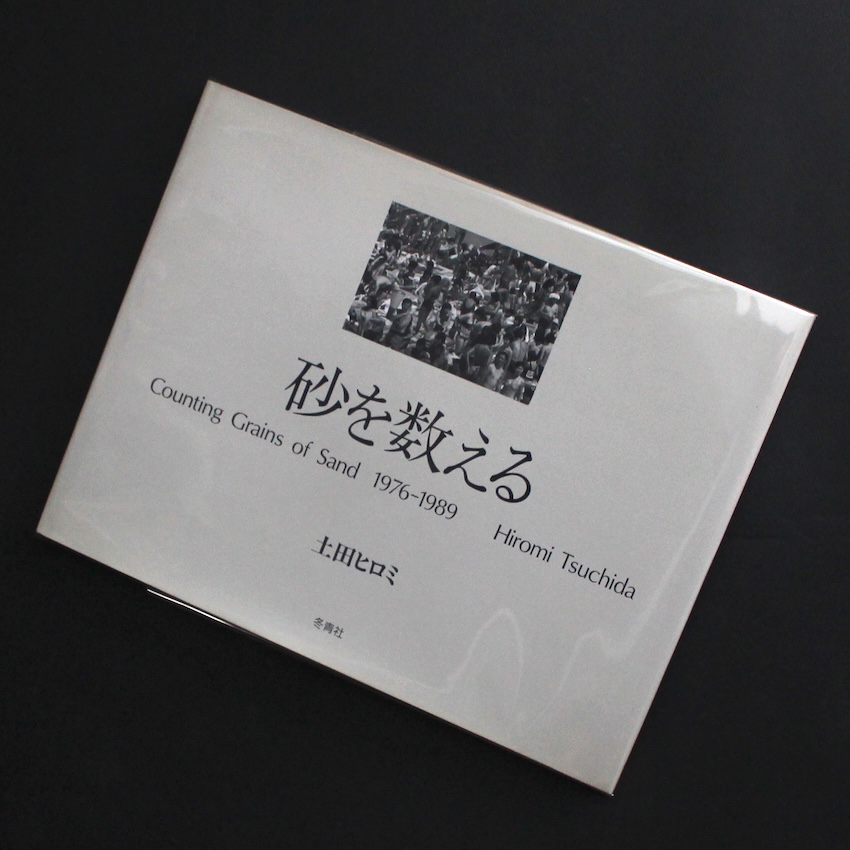 砂を数える
Counting Grains of Sand 1976-1989 Hiromi Tsuchida
土田ヒロミ
冬青社